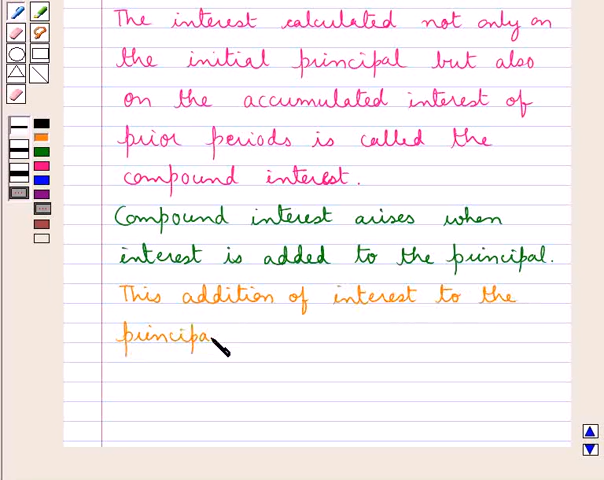 The interest calculated not only on
the initial principal but also
on the accumulated interest of
prior periods is called the
compound interest.
Compound interest arises when
interest is added to the principal.
This addition of interest to the
principa